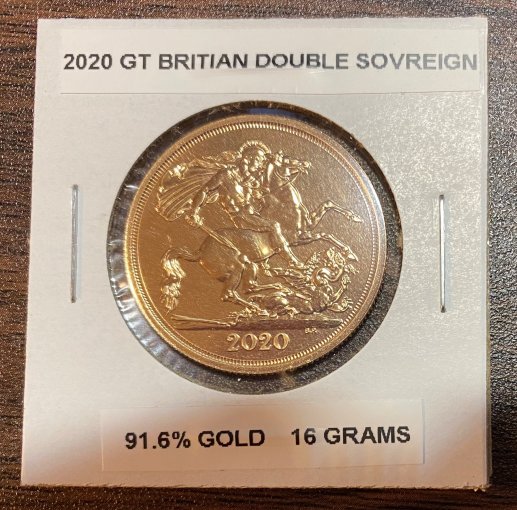 2020 GT BRITIAN DOUBLE SOVREIGN
2020
91.6% GOLD 16 GRAMS